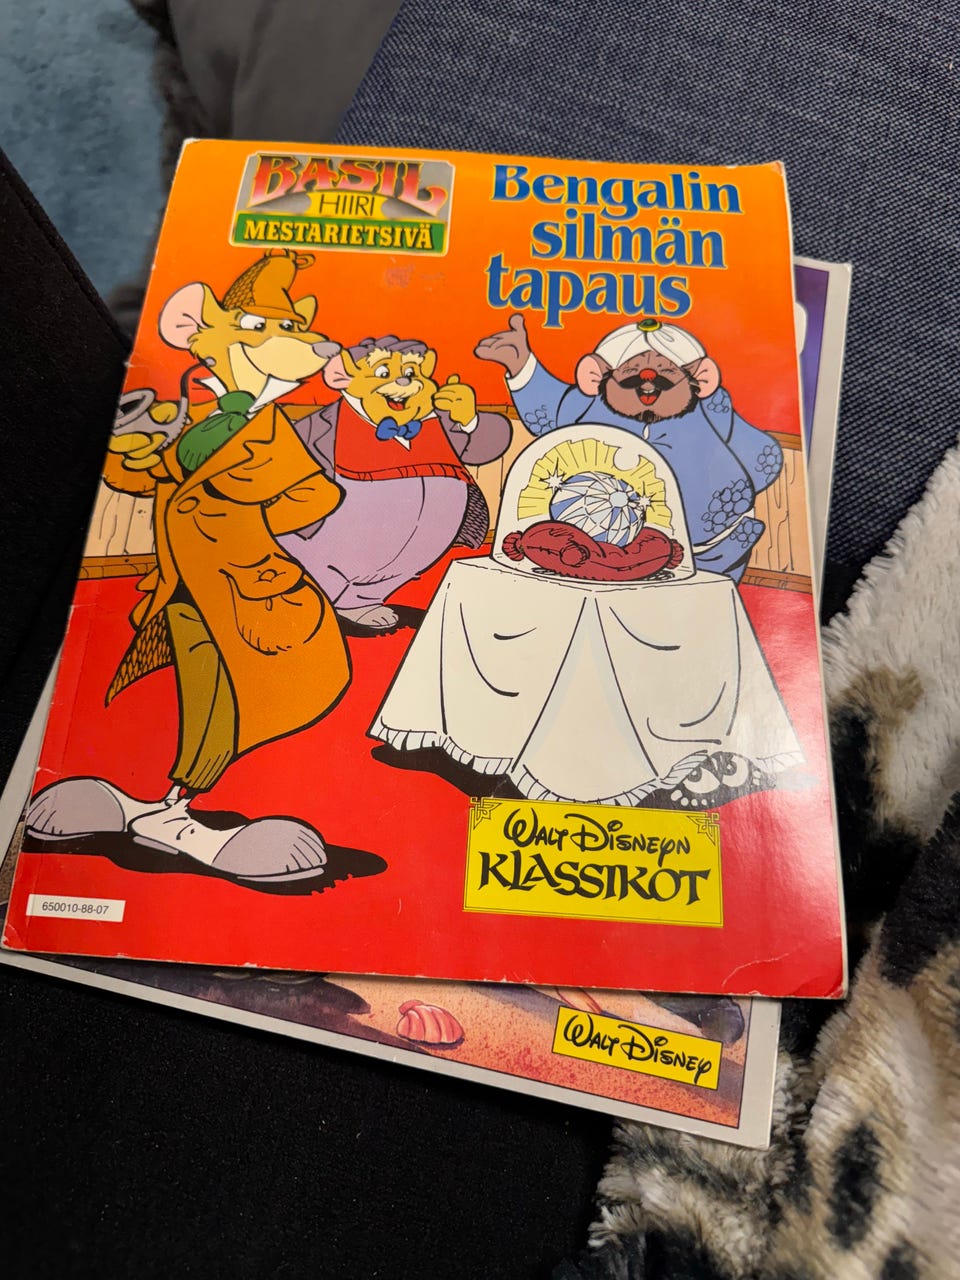 BASIL
HIIRI
MESTARIETSIVÄ
Bengalin
silmän
tapaus
WALT DISNEYN
KLASSIKOT
650010-88-07
WALT DISNEY